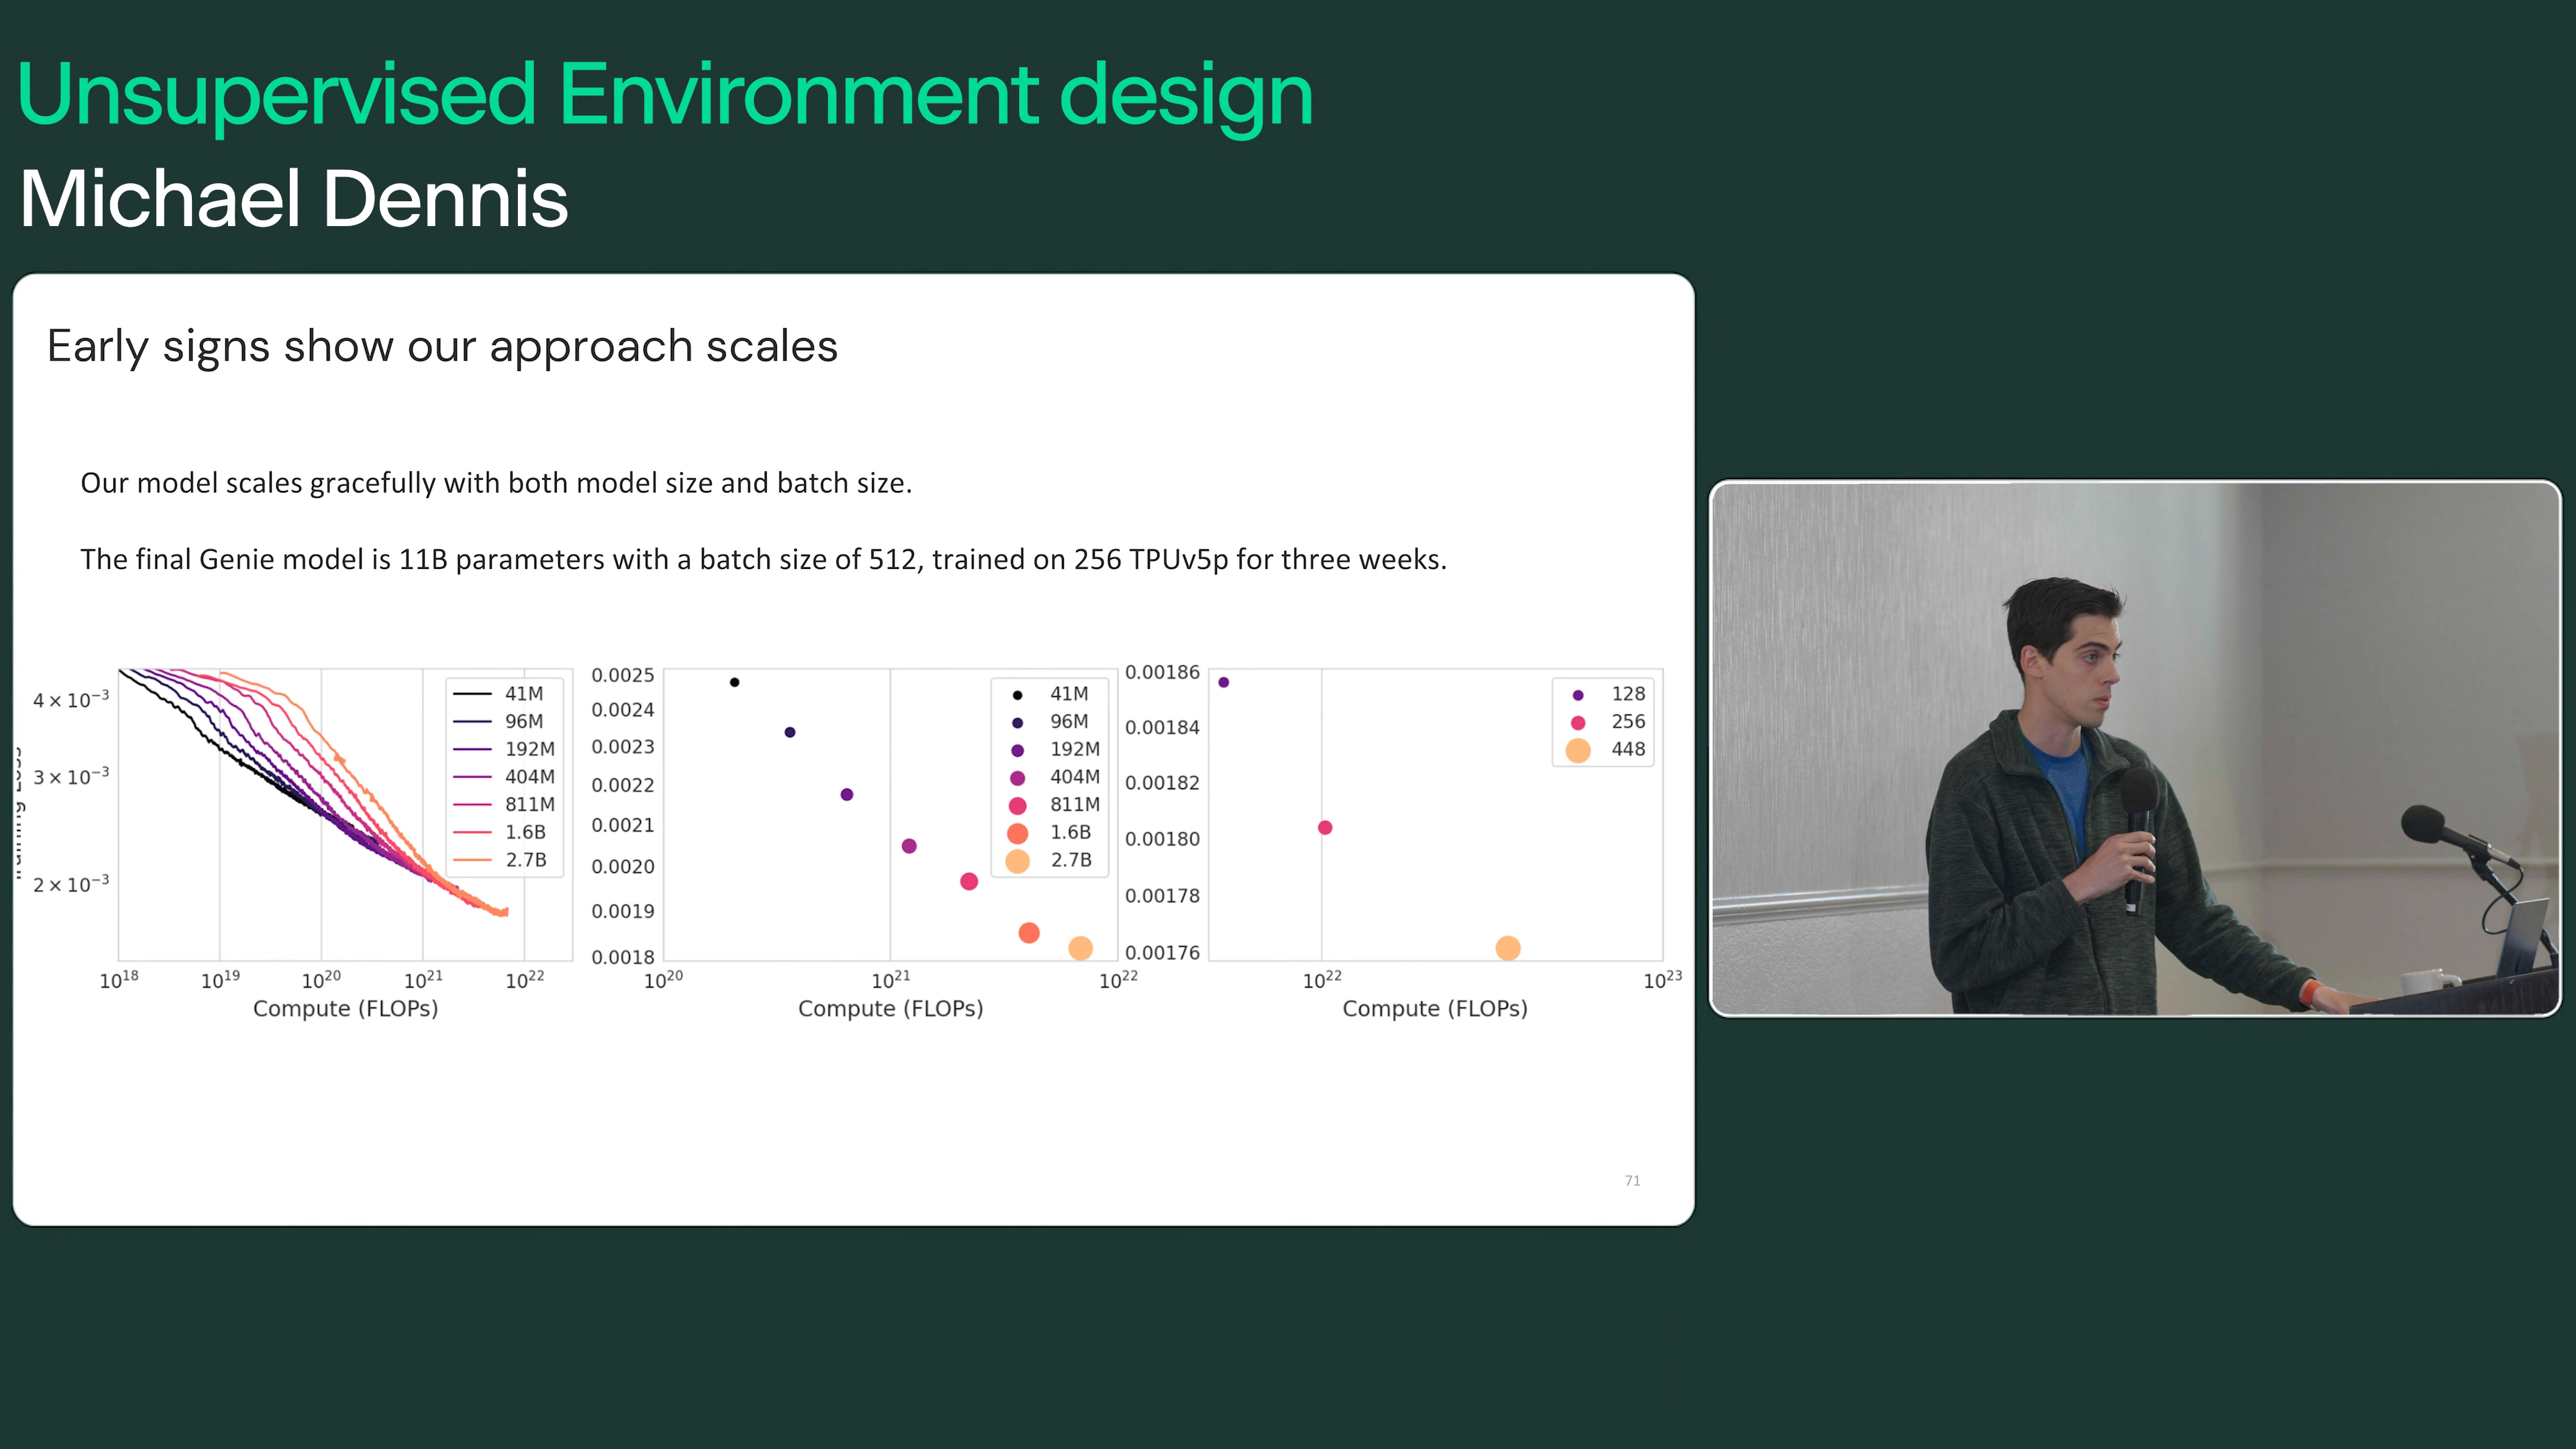 Unsupervised Environment design
Michael Dennis
Early signs show our approach scales
Our model scales gracefully with both model size and batch size.
The final Genie model is 11B parameters with a batch size of 512, trained on 256 TPUv5p for three weeks.
4 × 10⁻³
3 × 10⁻³
2 × 10⁻³
41M
96M
192M
404M
811M
1.6B
2.7B
10¹⁸ 10¹⁹ 10²⁰ 10²¹ 10²²
Compute (FLOPs)
0.0025
0.0024
0.0023
0.0022
0.0021
0.0020
0.0019
0.0018
41M
96M
192M
404M
811M
1.6B
2.7B
10²⁰ 10²¹ 10²²
Compute (FLOPs)
0.00186
0.00184
0.00182
0.00180
0.00178
0.00176
128
256
448
10²² 10²³
Compute (FLOPs)
71